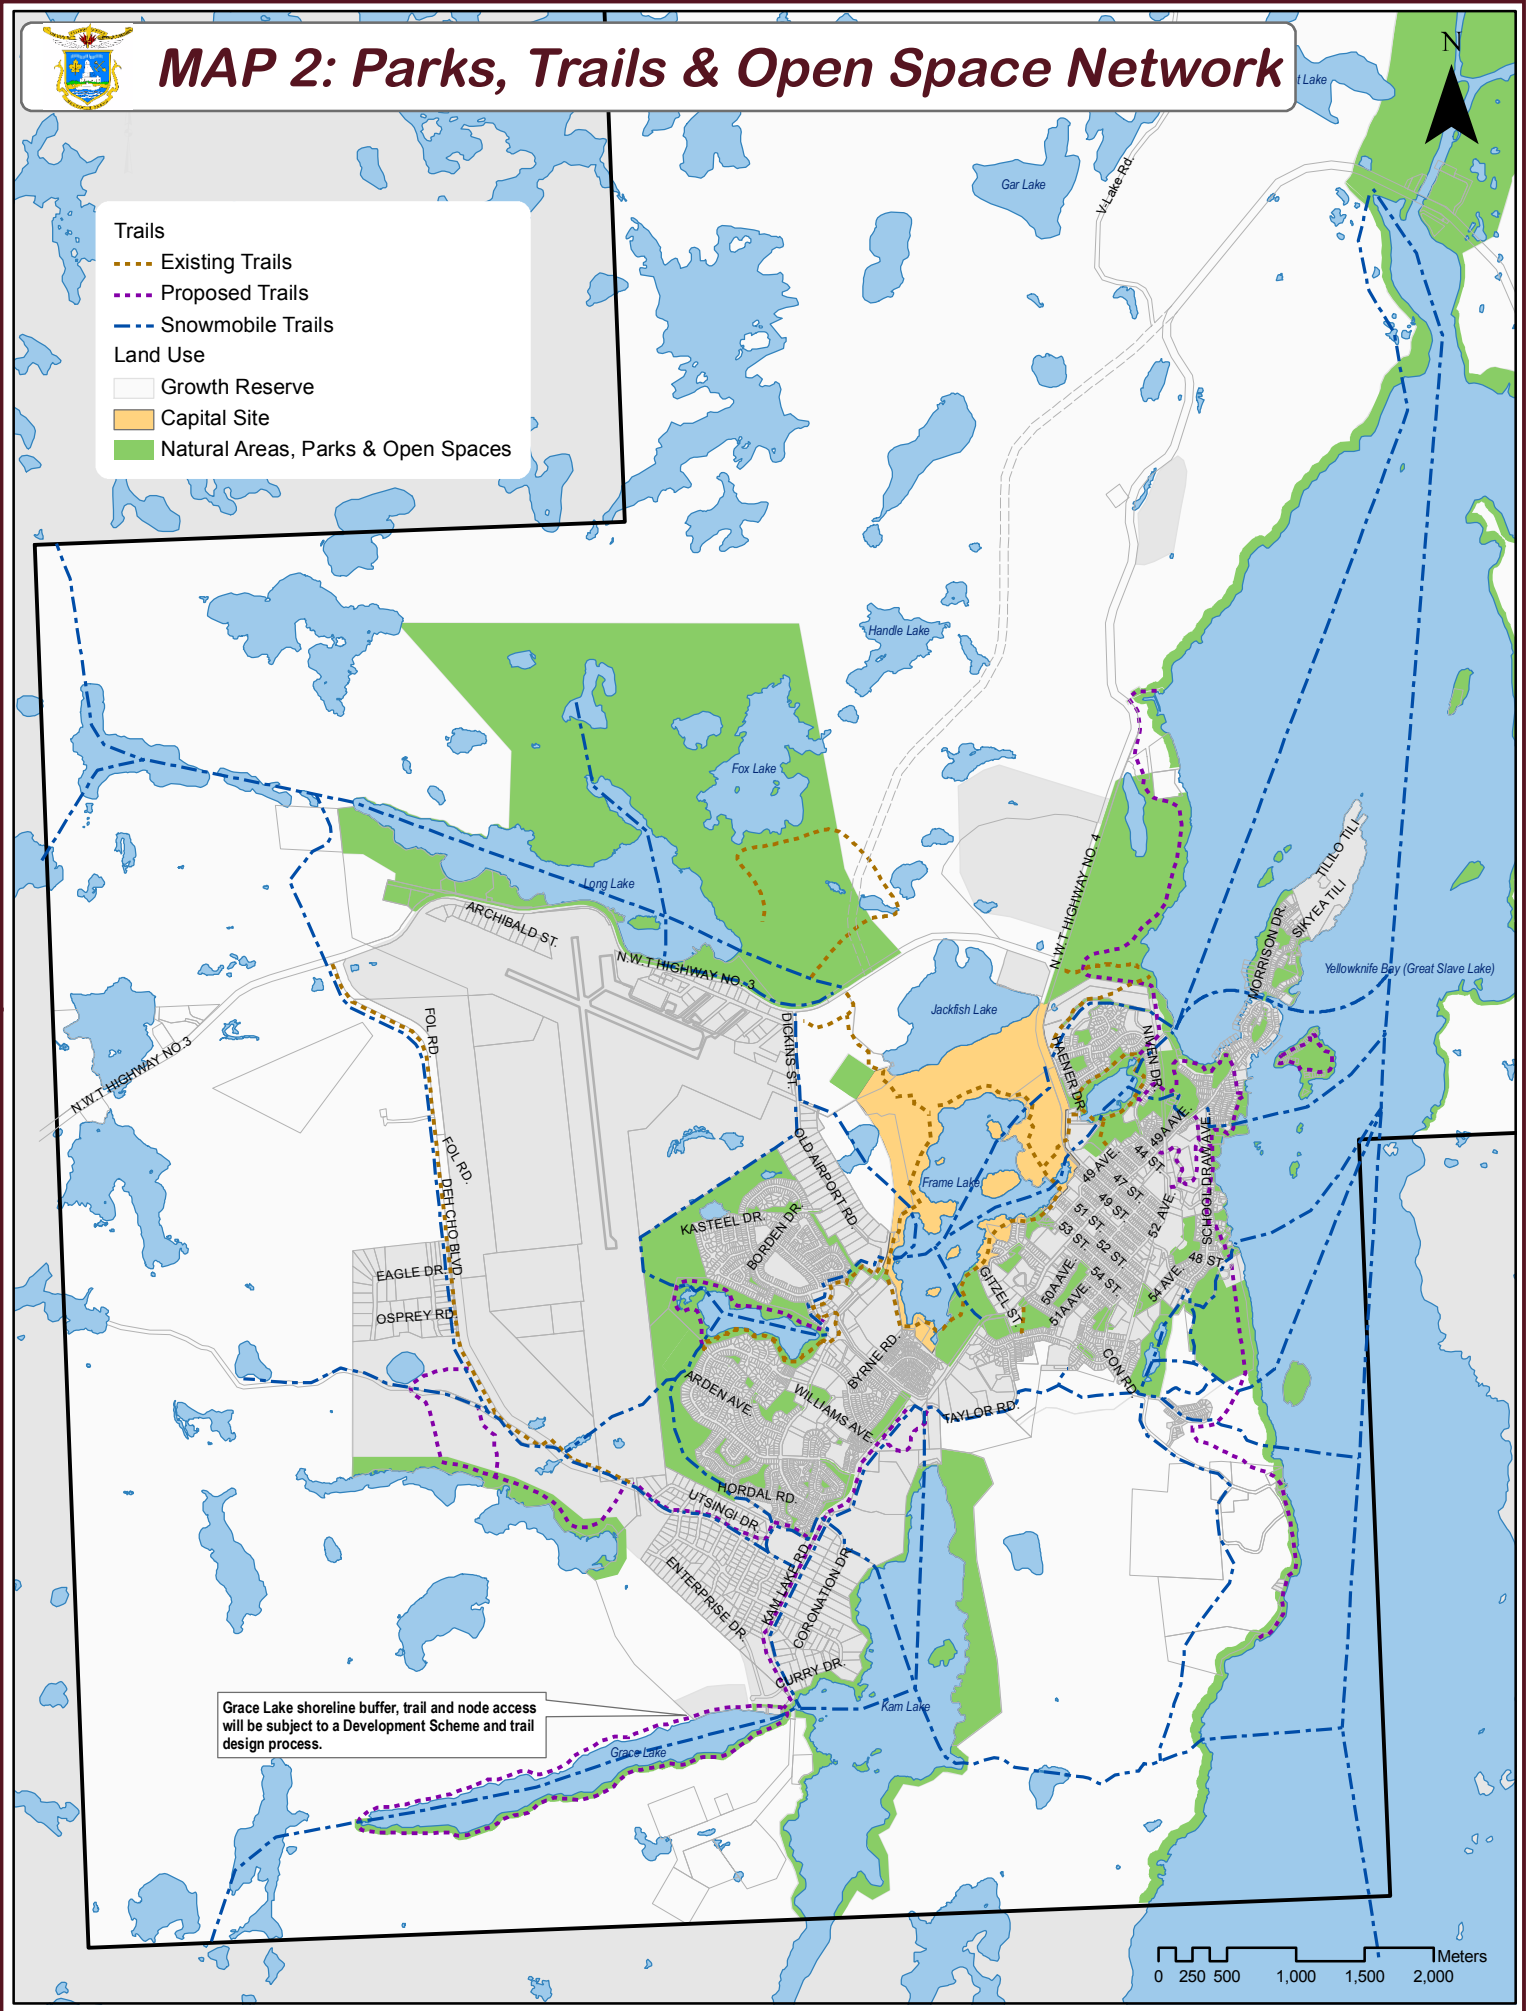 MAP 2: Parks, Trails & Open Space Network
t Lake
N
Trails
Existing Trails
Proposed Trails
Snowmobile Trails
Land Use
Growth Reserve
Capital Site
Natural Areas, Parks & Open Spaces
Gar Lake
V-Lake Rd.
Handle Lake
Fox Lake
Long Lake
ARCHIBALD ST.
N.W.T HIGHWAY NO. 3
N.W.T HIGHWAY NO. 4
TILILO TILI
SIKYEA TILI
MORRISON DR.
Yellowknife Bay (Great Slave Lake)
Jackfish Lake
FOL RD
DICKINS ST.
NIVEN DR.
HAENER DR.
N.W.T HIGHWAY NO.3
FOL RD.
DEH CHO BLVD
OLD AIRPORT RD.
49A AVE.
44 ST.
49 AVE.
47 ST.
49 ST.
51 ST.
53 ST.
52 ST.
54 ST.
52 AVE.
SCHOOLDRAW AVE.
48 ST.
54 AVE.
50A AVE.
51A AVE.
Frame Lake
KASTEEL DR.
BORDEN DR.
GITZEL ST.
EAGLE DR.
OSPREY RD.
BYRNE RD.
CON RD.
ARDEN AVE.
WILLIAMS AVE.
TAYLOR RD.
HORDAL RD.
UTSINGI DR.
ENTERPRISE DR.
KAM LAKE RD.
CORONATION DR.
CURRY DR.
Grace Lake shoreline buffer, trail and node access
will be subject to a Development Scheme and trail
design process.
Kam Lake
Grace Lake
Meters
0 250 500 1,000 1,500 2,000